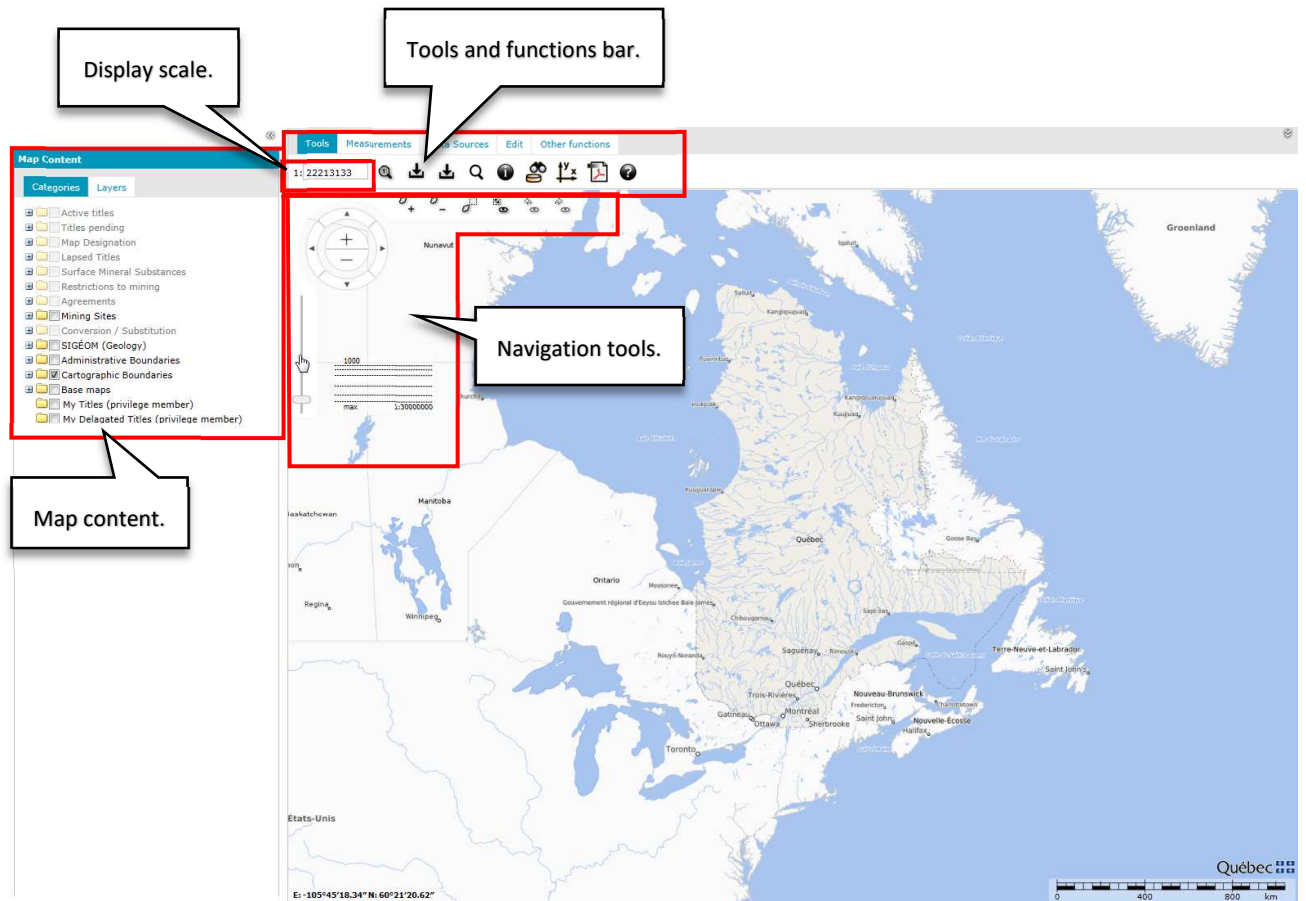 Display scale.
Tools and functions bar.
Tools
Measurements
Sources
Edit
Other functions
Map Content
1: 22213133
Categories
Layers
Active titles
Titles pending
Map Designation
Lapsed Titles
Surface Mineral Substances
Restrictions to mining
Agreements
Mining Sites
Conversion / Substitution
SIGÉOM (Geology)
Administrative Boundaries
Cartographic Boundaries
Base maps
My Titles (privilege member)
My Delagated Titles (privilege member)
Map content.
Navigation tools.
1000
max 1:30000000
Nunavut
Groenland
Iqaluit
Salluit
Kangiqsujuaq
Puvirnituq
Inukjuak
Kangiqsualujjuaq
Kuujjuaq
Kuujjuarapik
Manitoba
Québec
Goose Bay
Ontario
Moosonee
Gouvernement régional d'Eeyou Istchee Baie-James
Regina
Winnipeg
Chibougamau
Sept-Îles
Rouyn-Noranda
Saguenay
Rimouski
Gaspé
Terre-Neuve-et-Labrador
Saint John's
Québec
Trois-Rivières
Nouveau-Brunswick
Fredericton
Charlottetown
Gatineau
Ottawa
Montréal
Sherbrooke
Saint John
Nouvelle-Écosse
Halifax
Toronto
États-Unis
Québec
E: -105°45'18.34" N: 60°21'20.62"
0 400 800 km